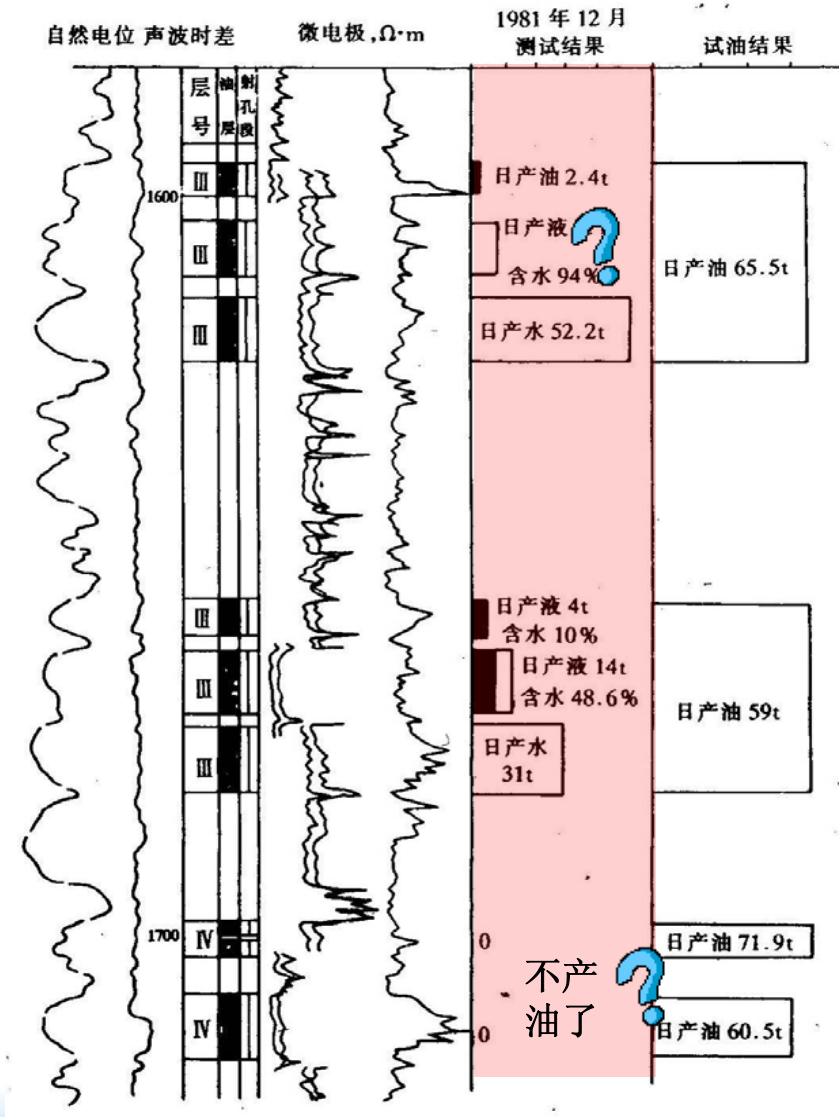 自然电位 声波时差
微电极,Ω·m
1981 年 12 月
测试结果
试油结果
层号
油层
射孔段
III
1600
日产油 2.4t
III
日产液
含水 94%
日产油 65.5t
III
日产水 52.2t
III
日产液 4t
含水 10%
III
日产液 14t
含水 48.6%
日产油 59t
III
日产水
31t
1700
IV
0
日产油 71.9t
不产
油了
IV
0
日产油 60.5t